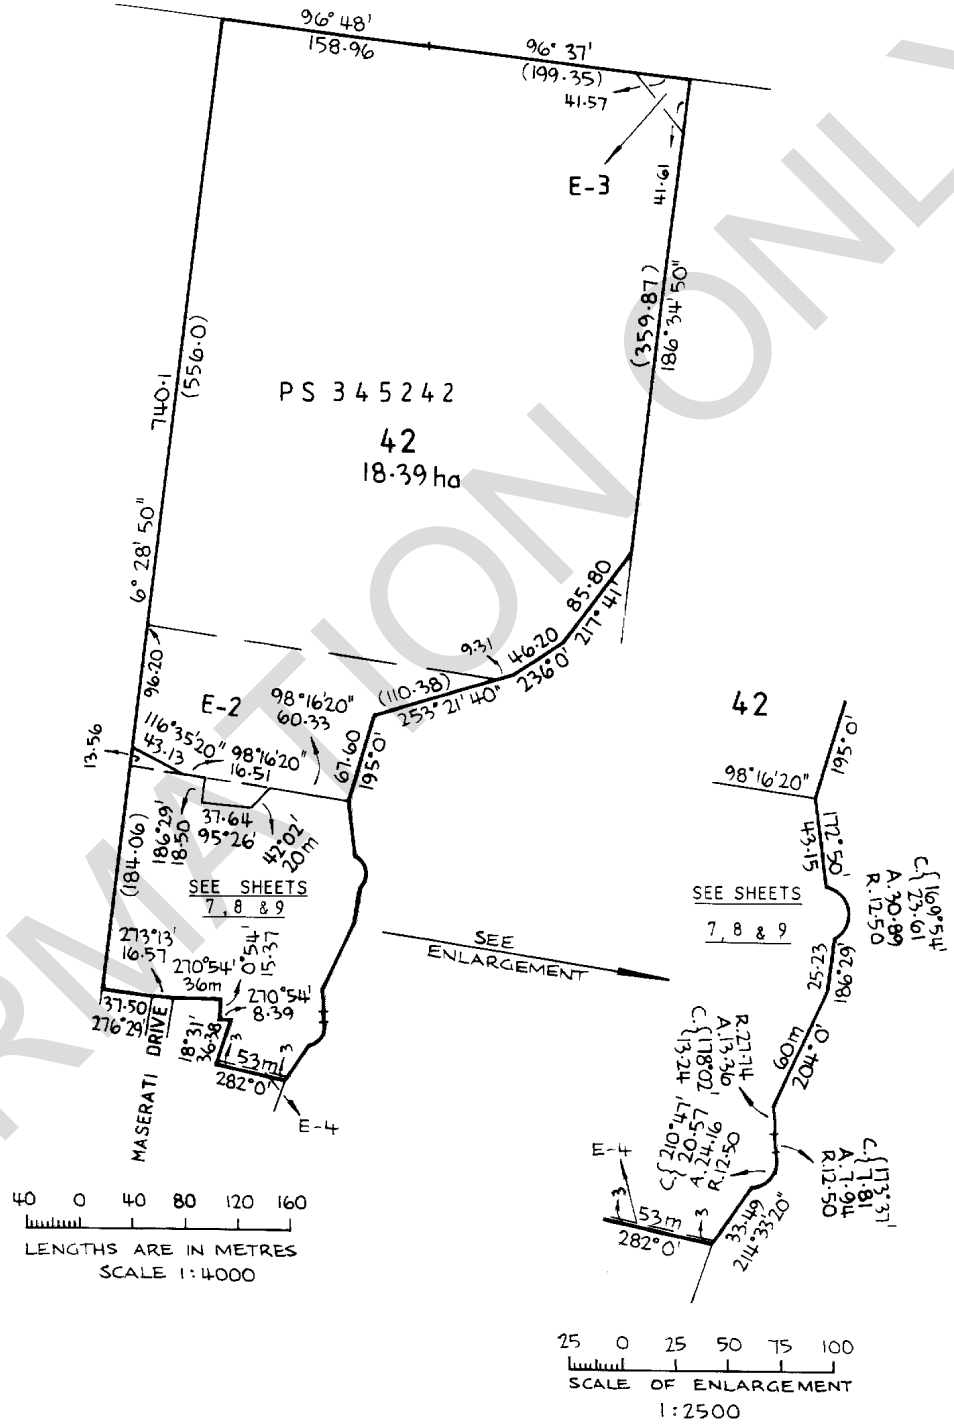 96° 48'
158·96
96° 37'
(199.35)
41·57
E-3
41·61
(359·87)
186° 34' 50"
740·1
(556·0)
6° 28' 50"
PS 345242
42
18·39 ha
85·80
217° 41'
46·20
236° 0'
9·31
(110·38)
253° 21' 40"
96·20
E-2
98°16'20"
60·33
67·60
195° 0'
13·56
116°35'20"
43·13
98°16'20"
16·51
186°29'
18·50
37·64
95°26'
42°02'
20m
(184·06)
SEE SHEETS
7, 8 & 9
273°13'
16·57
270°54'
36m
0°54'
15·37
270°54'
8·39
37·50
276°29'
MASERATI DRIVE
18°31'
36·38
3
53m
3
282°0'
E-4
SEE
ENLARGEMENT
42
195°0'
98°16'20"
172°50'
43·15
C.{169°54'
23·61
A. 30·89
R. 12·50
SEE SHEETS
7, 8 & 9
25·23
186°29'
60m
204°0'
R.27·74
A.13·36
C.{178°02'
13·24
C.{210°47'
20·57
A. 24·16
R.12·50
C.{173°37'
7·81
A. 7·94
R.12·50
E-4
3
53m
3
282°0'
33·49
214°33'20"
40 0 40 80 120 160
LENGTHS ARE IN METRES
SCALE 1:4000
25 0 25 50 75 100
SCALE OF ENLARGEMENT
1:2500
RMATION ONLY